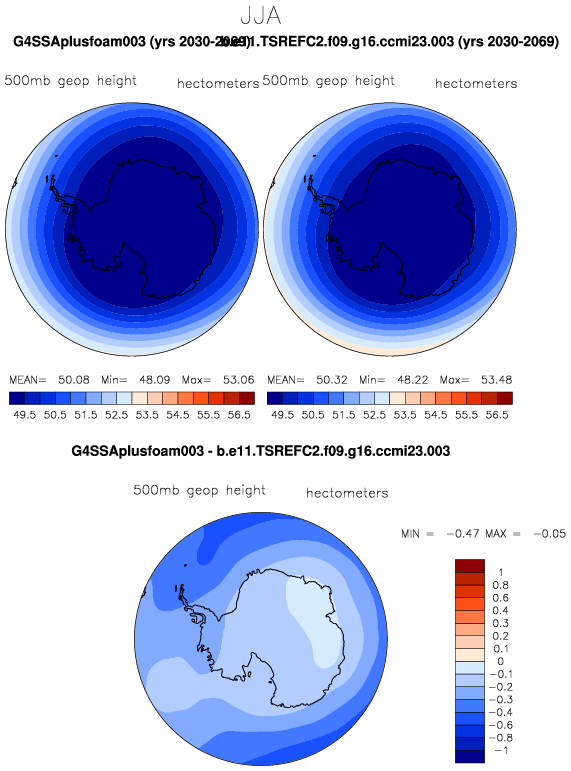 JJA
G4SSAplusfoam003 (yrs 2030-2069)
b.e11.TSREFC2.f09.g16.ccmi23.003 (yrs 2030-2069)
500mb geop height
hectometers
500mb geop height
hectometers
MEAN= 50.08 Min= 48.09 Max= 53.06
MEAN= 50.32 Min= 48.22 Max= 53.48
49.5 50.5 51.5 52.5 53.5 54.5 55.5 56.5
49.5 50.5 51.5 52.5 53.5 54.5 55.5 56.5
G4SSAplusfoam003 - b.e11.TSREFC2.f09.g16.ccmi23.003
500mb geop height
hectometers
MIN = -0.47 MAX = -0.05
1
0.8
0.6
0.4
0.3
0.2
0.1
0
-0.1
-0.2
-0.3
-0.4
-0.6
-0.8
-1